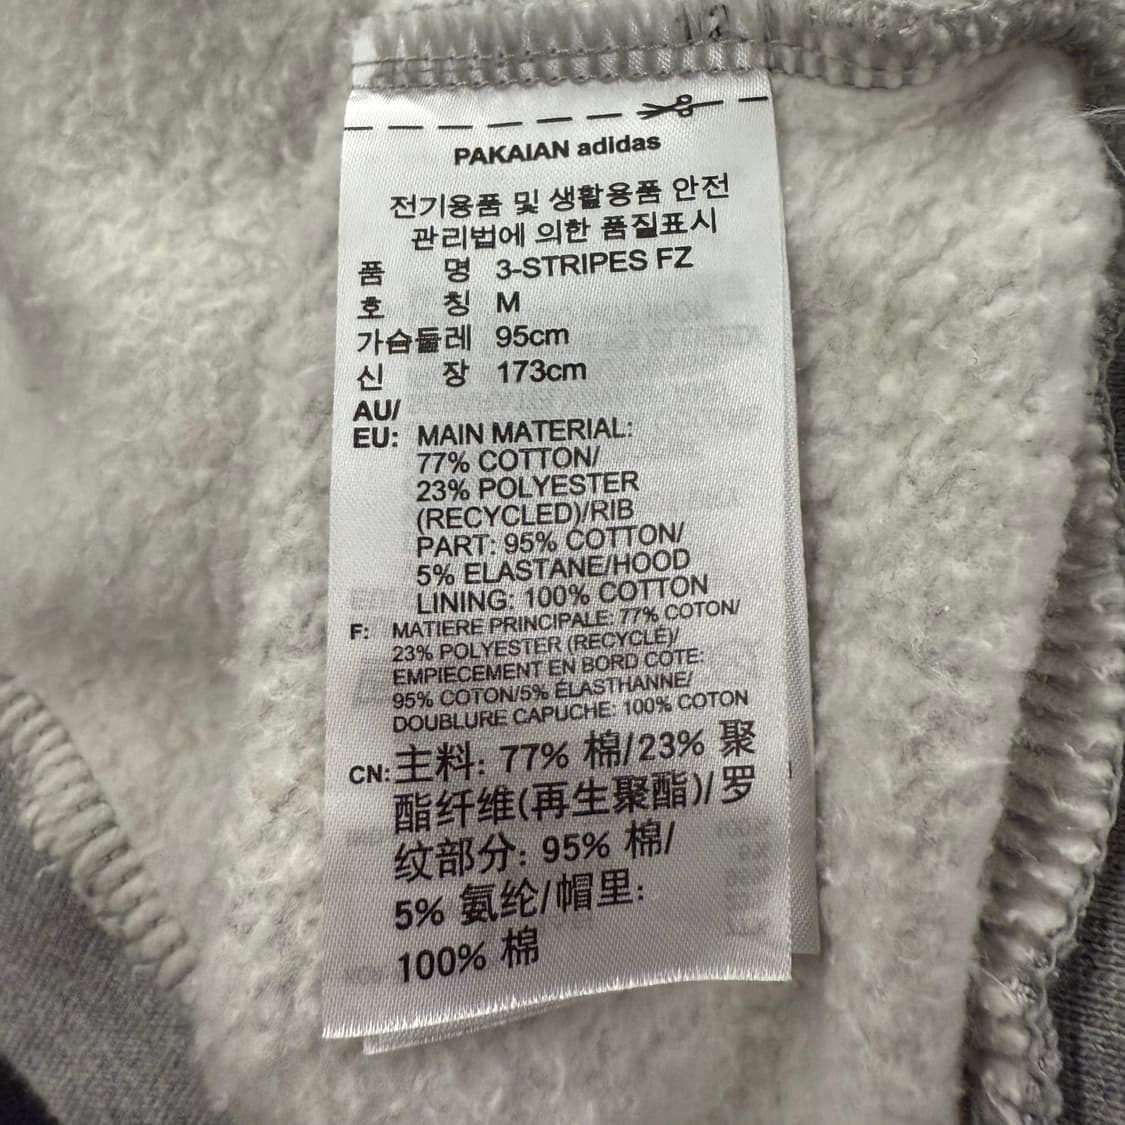 PAKAIAN adidas
전기용품 및 생활용품 안전
관리법에 의한 품질표시
품 명 3-STRIPES FZ
호 칭 M
가슴둘레 95cm
신 장 173cm
AU/
EU: MAIN MATERIAL:
77% COTTON/
23% POLYESTER
(RECYCLED)/RIB
PART: 95% COTTON/
5% ELASTANE/HOOD
LINING: 100% COTTON
F: MATIERE PRINCIPALE: 77% COTON/
23% POLYESTER (RECYCLÉ)/
EMPIECEMENT EN BORD COTE:
95% COTON/5% ÉLASTHANNE/
DOUBLURE CAPUCHE: 100% COTON
CN: 主料: 77% 棉/23% 聚
酯纤维(再生聚酯)/罗
纹部分: 95% 棉/
5% 氨纶/帽里:
100% 棉